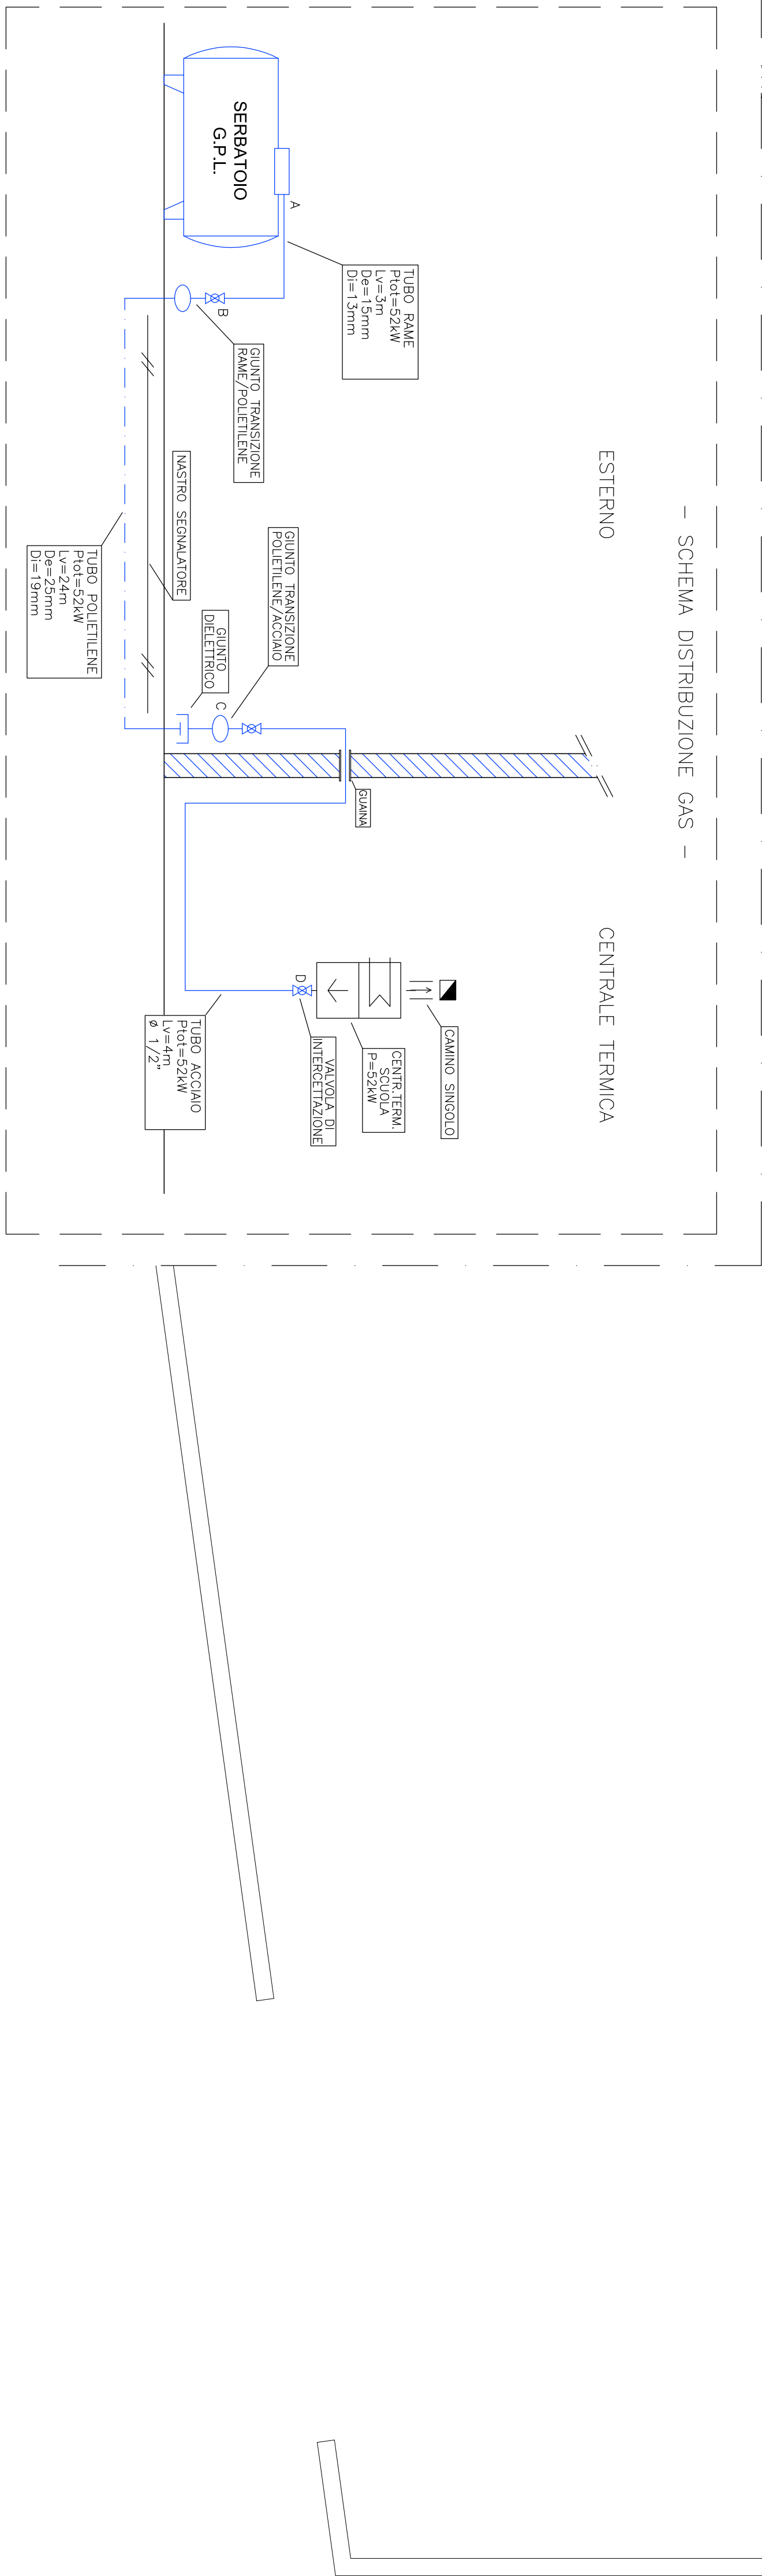 - SCHEMA DISTRIBUZIONE GAS -
ESTERNO
CENTRALE TERMICA
SERBATOIO
G.P.L.
A
TUBO RAME
Ptot=52kW
Lv=3m
De=15mm
Di=13mm
B
GIUNTO TRANSIZIONE
RAME/POLIETILENE
NASTRO SEGNALATORE
TUBO POLIETILENE
Ptot=52kW
Lv=24m
De=25mm
Di=19mm
GIUNTO TRANSIZIONE
POLIETILENE/ACCIAIO
GIUNTO
DIELETTRICO
C
GUAINA
CAMINO SINGOLO
CENTR.TERM.
SCUOLA
P=52kW
D
VALVOLA DI
INTERCETTAZIONE
TUBO ACCIAIO
Ptot=52kW
Lv=4m
ø 1/2"